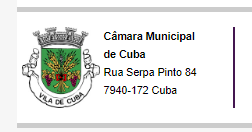 Câmara Municipal
de Cuba
Rua Serpa Pinto 84
7940-172 Cuba
VILA DE CUBA